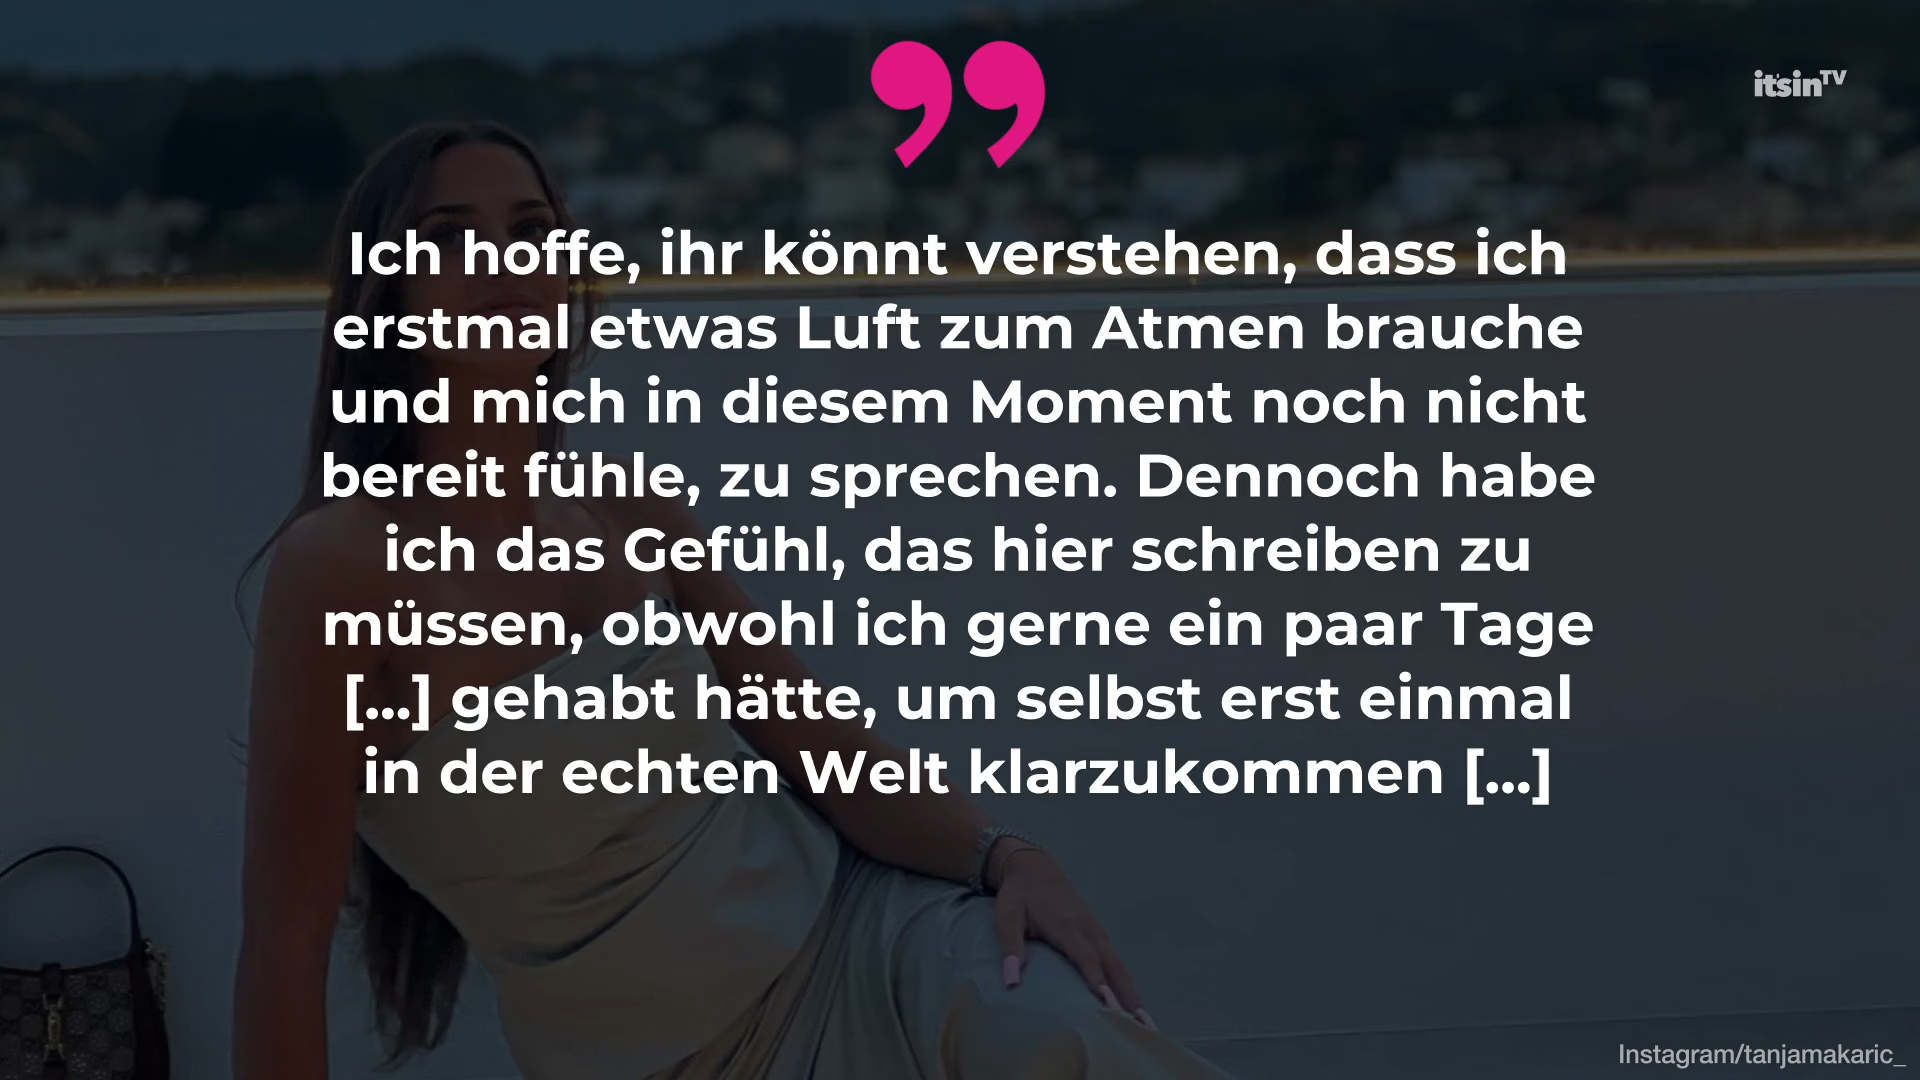 itsinTV
Ich hoffe, ihr könnt verstehen, dass ich
erstmal etwas Luft zum Atmen brauche
und mich in diesem Moment noch nicht
bereit fühle, zu sprechen. Dennoch habe
ich das Gefühl, das hier schreiben zu
müssen, obwohl ich gerne ein paar Tage
[...] gehabt hätte, um selbst erst einmal
in der echten Welt klarzukommen [...]
Instagram/tanjamakaric_